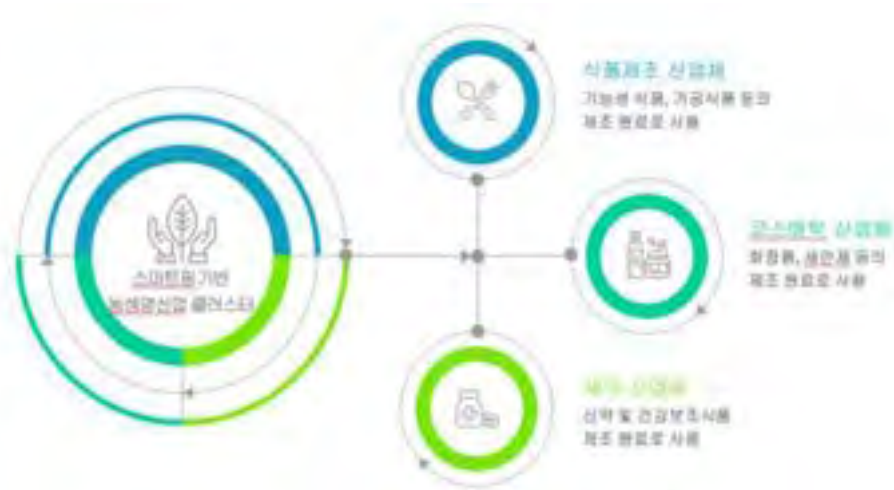 스마트팜 기반
농생명산업 클러스터
식품제조 산업체
기능성 식품, 가공식품 등의
제조 원료로 사용
코스메틱 산업체
화장품, 세안제 등의
제조 원료로 사용
제약 산업체
신약 및 건강보조식품
제조 원료로 사용